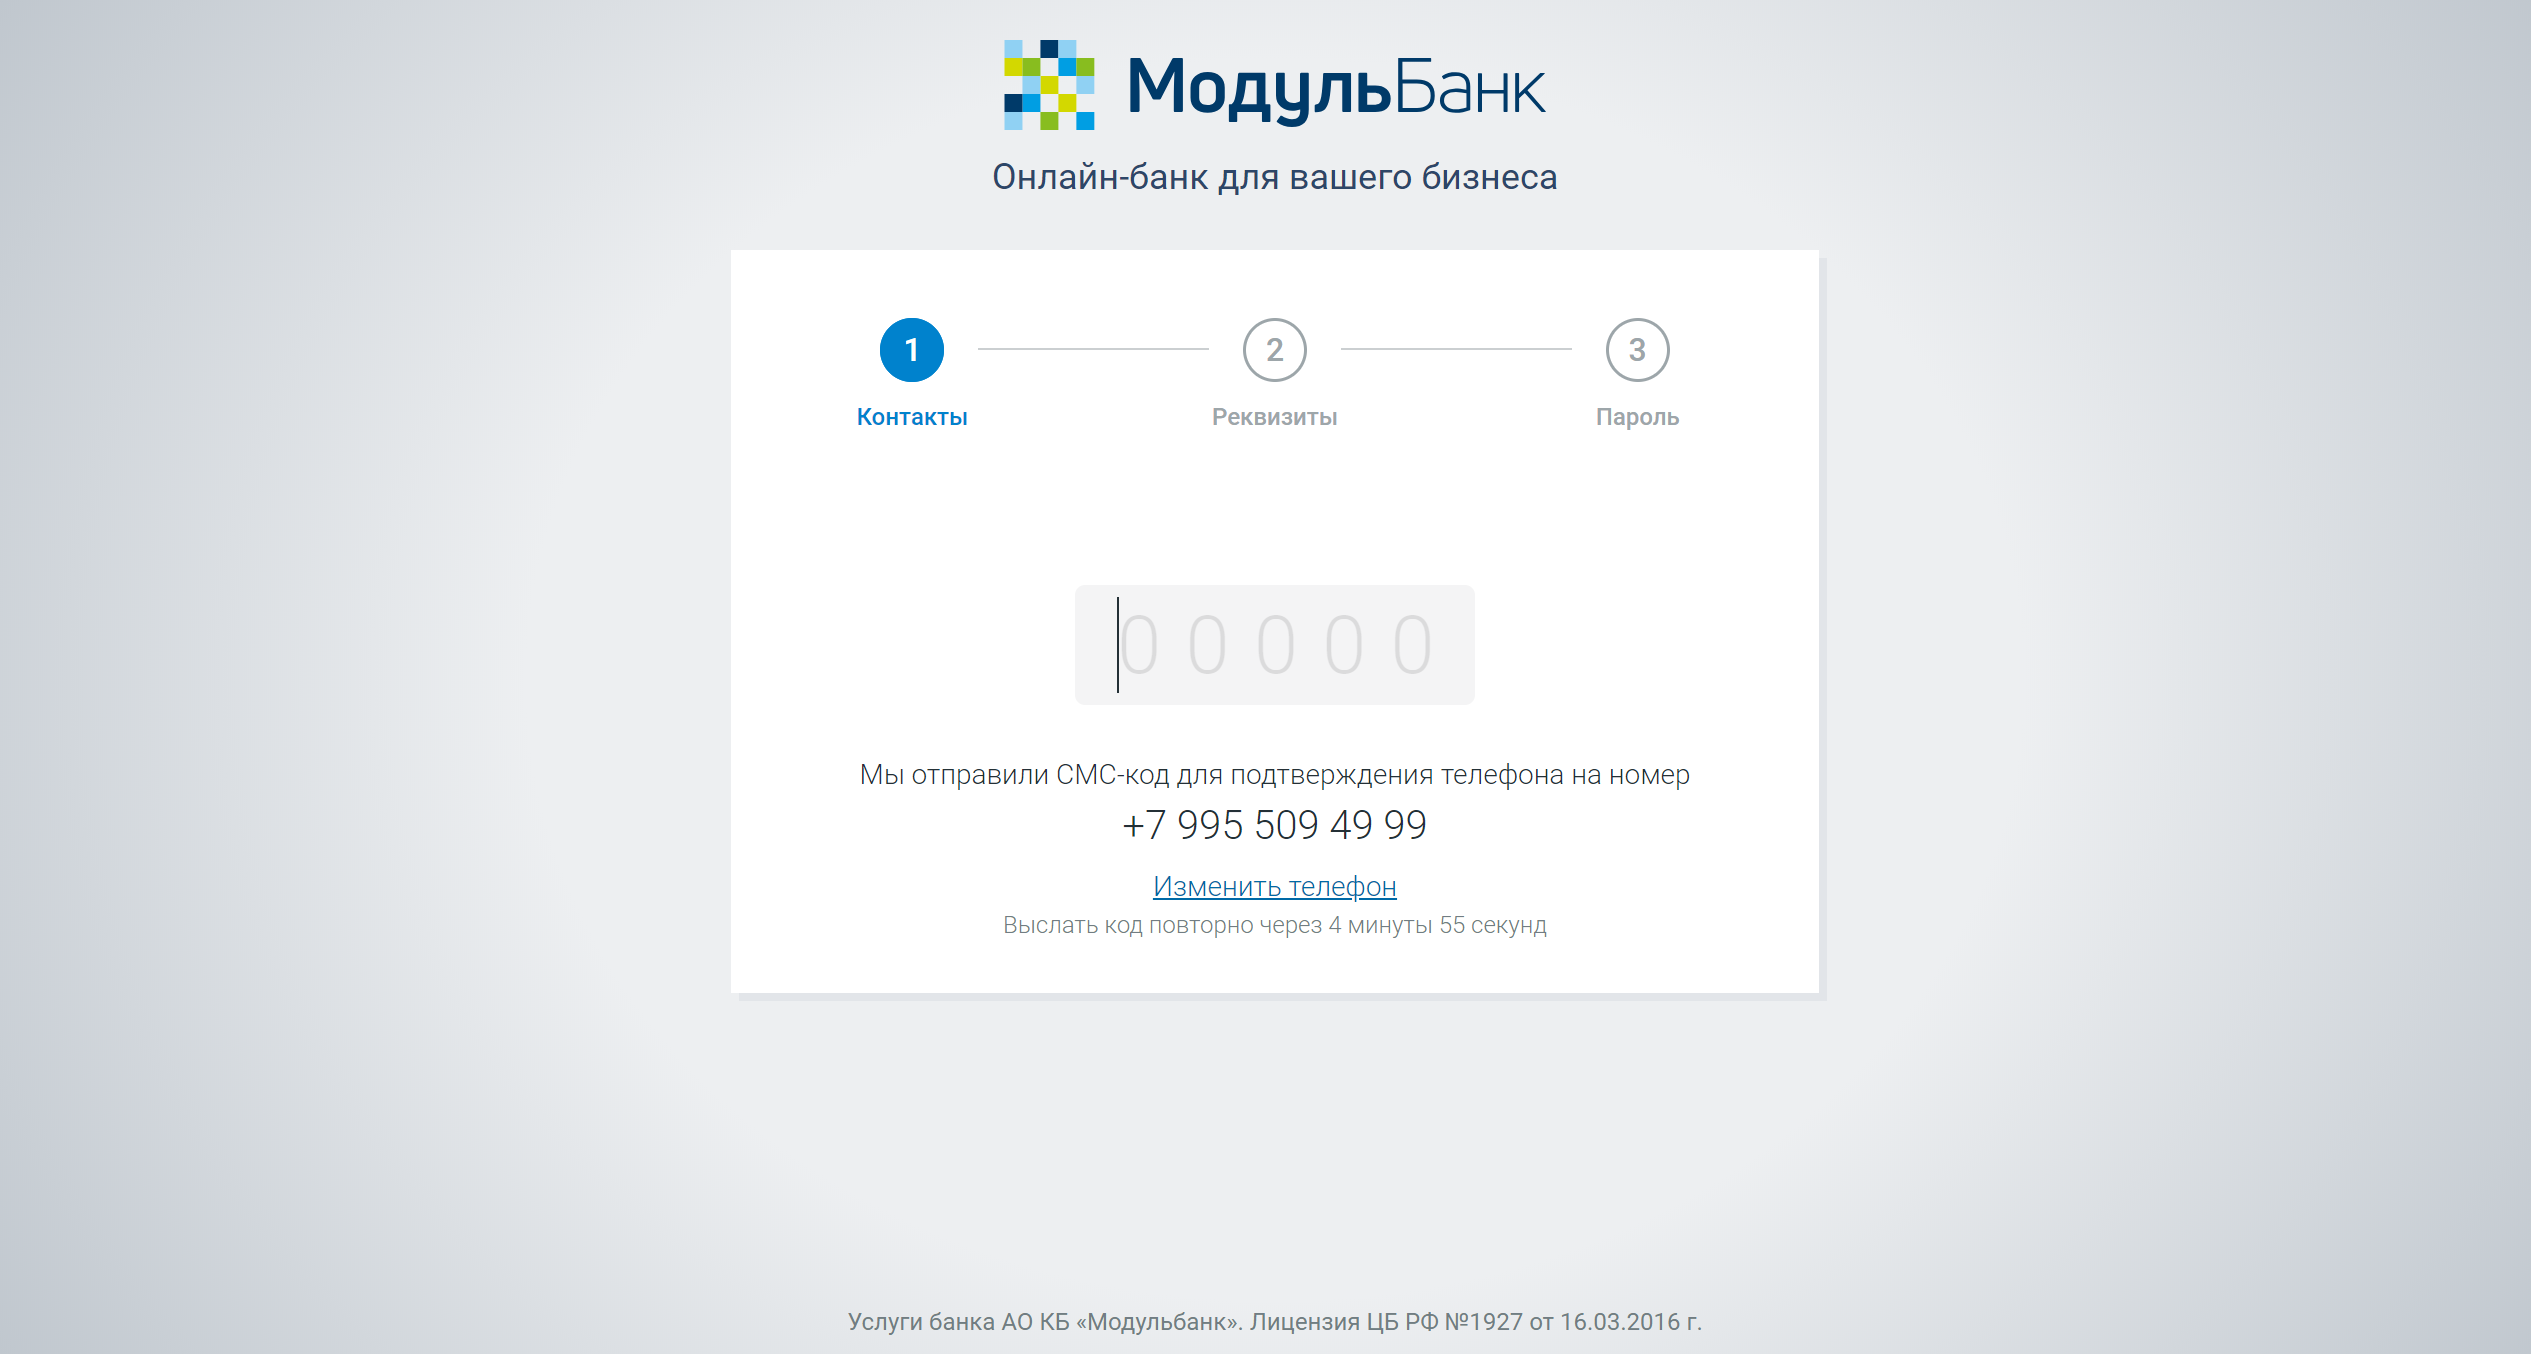 МодульБанк
Онлайн-банк для вашего бизнеса
1 2 3
Контакты Реквизиты Пароль
0 0 0 0 0
Мы отправили СМС-код для подтверждения телефона на номер
+7 995 509 49 99
Изменить телефон
Выслать код повторно через 4 минуты 55 секунд
Услуги банка АО КБ «Модульбанк». Лицензия ЦБ РФ №1927 от 16.03.2016 г.